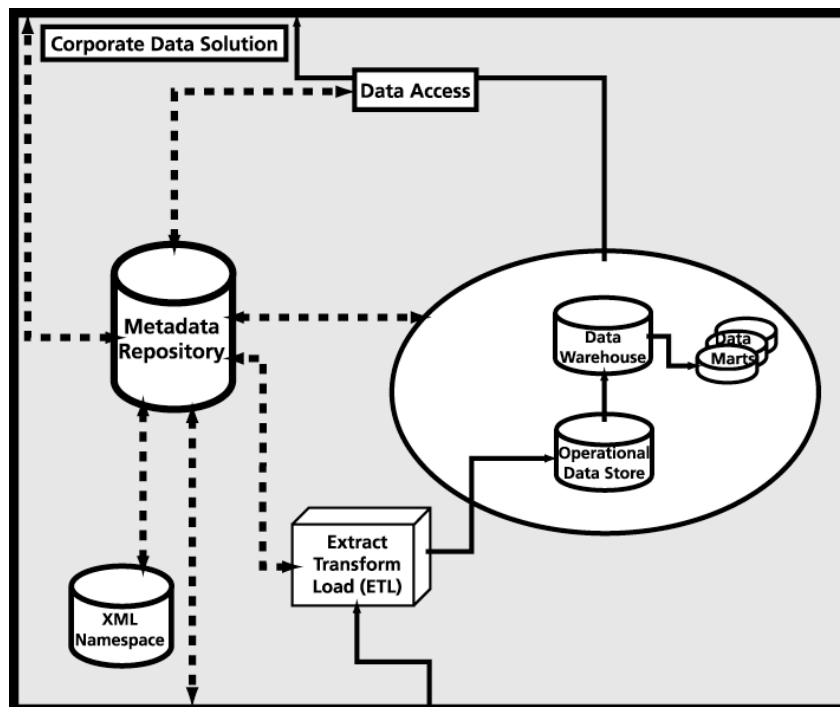 Corporate Data Solution
Data Access
Metadata
Repository
Data
Warehouse
Data
Marts
Operational
Data Store
Extract
Transform
Load (ETL)
XML
Namespace